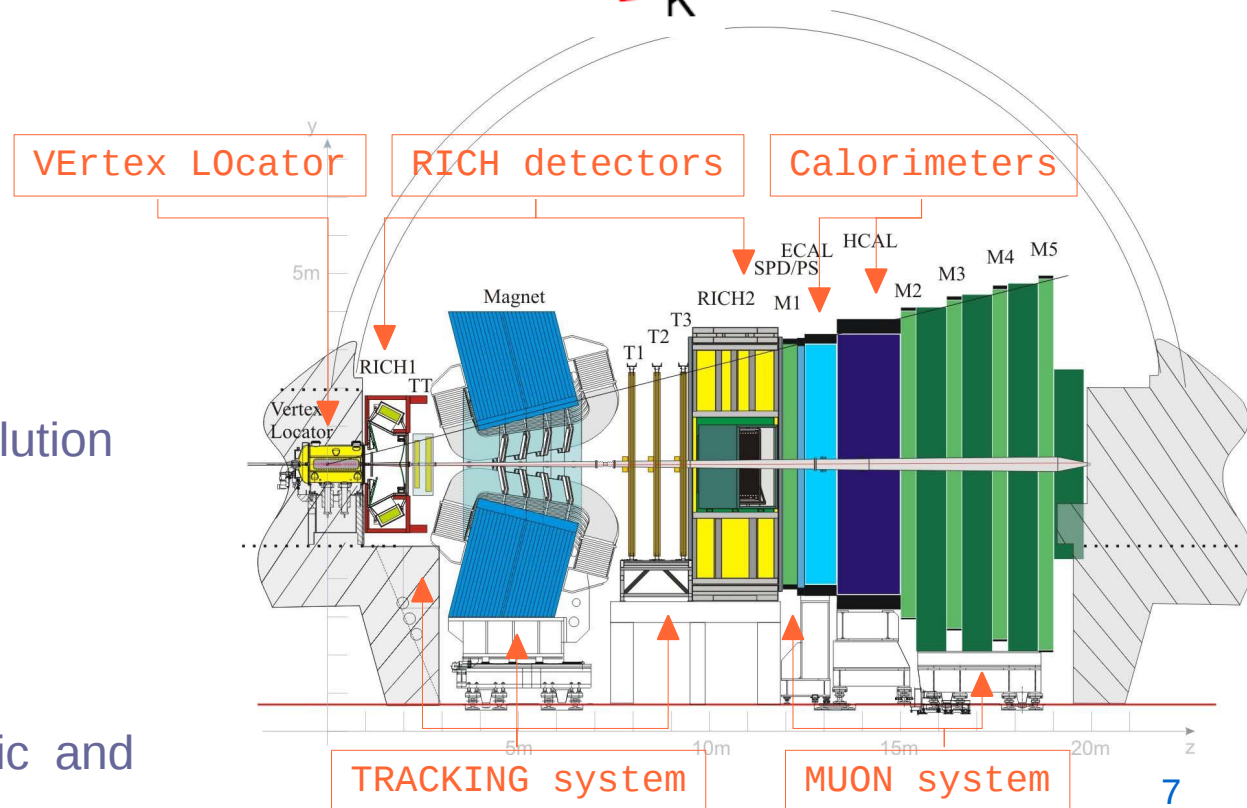 K
y
VErtex LOcator
RICH detectors
Calorimeters
5m
ECAL
HCAL
SPD/PS
M1
M2
M3
M4
M5
Magnet
RICH2
T1
T2
T3
RICH1
TT
Vertex
Locator
lution
5m
10m
15m
20m
z
ic and
TRACKING system
MUON system
7